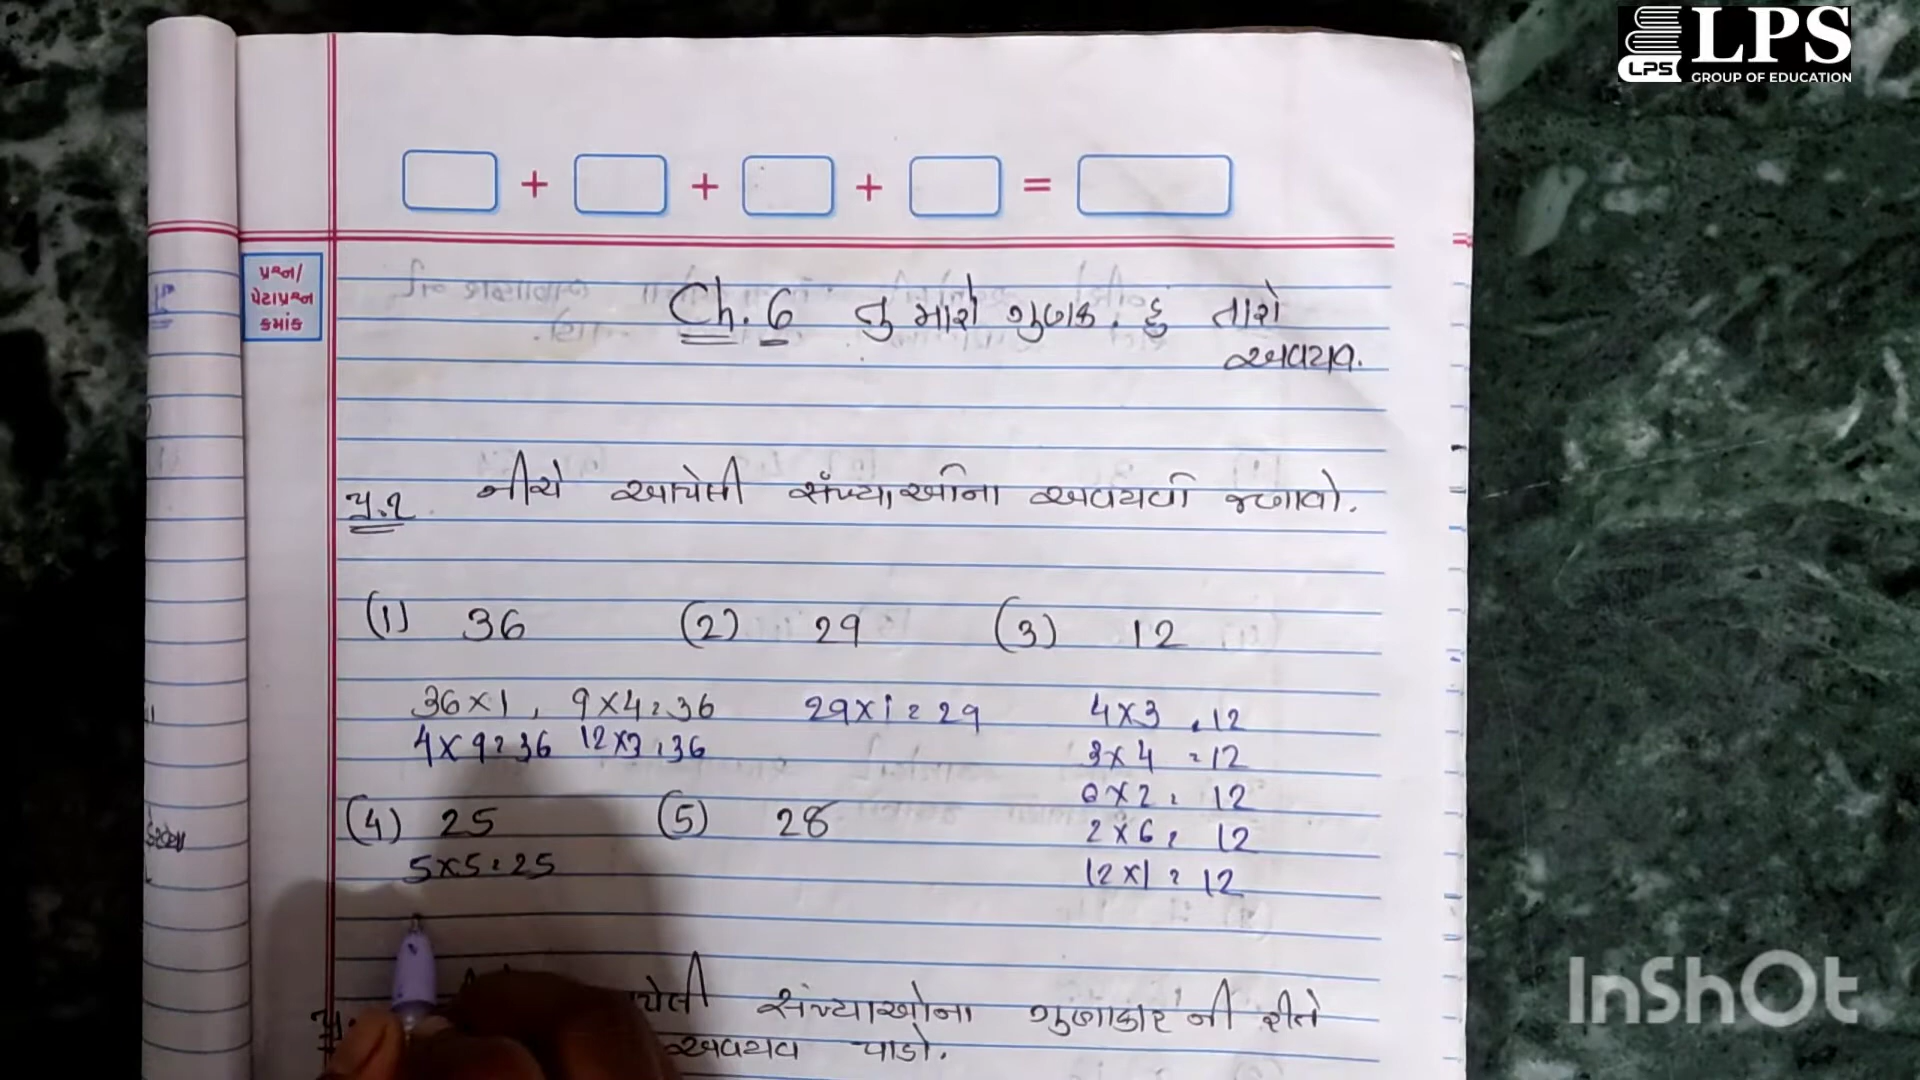 LPS
LPS
GROUP OF EDUCATION
+ + + =
પ્રશ્ન/
પેટાપ્રશ્ન
ક્રમાંક
Ch. 6 તુ મારો ગુણક. હું તારો
અવયવ.
પ્ર.૧ નીચે આપેલી સંખ્યાઓના અવયવો જણાવો.
(1) 36 (2) 29 (3) 12
36×1, 9×4=36 29×1=29 4×3 = 12
4×9=36 12×3=36 3×4 = 12
6×2 = 12
(4) 25 (5) 28 2×6 = 12
5×5=25 12×1 = 12
પ્ર. સંખ્યાઓના ગુણાકારની રીતે
અવયવ પાડો.
InShOt